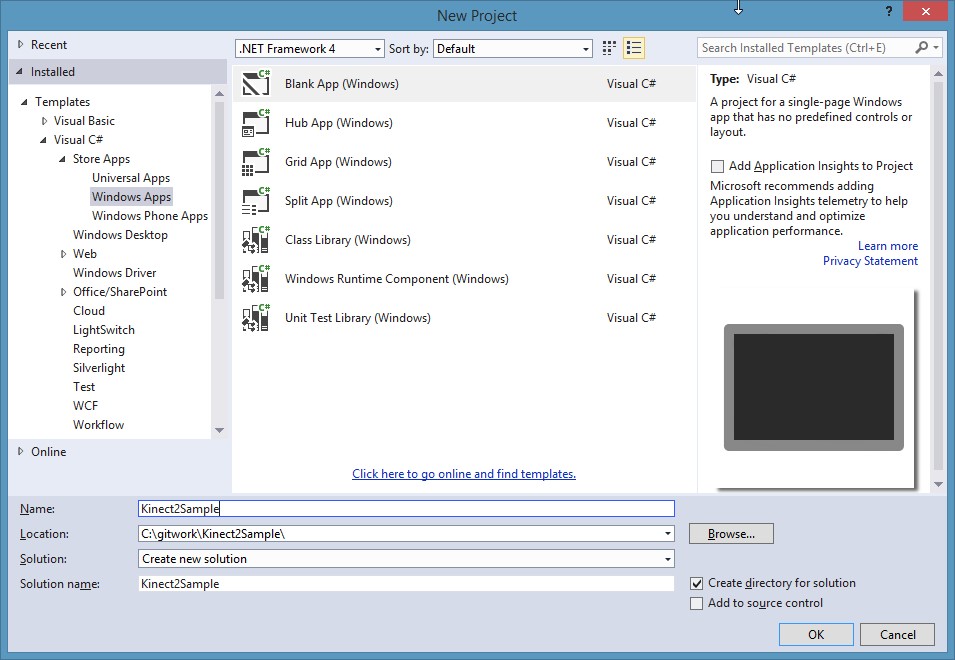 New Project
?
Recent
.NET Framework 4
Sort by:
Default
Search Installed Templates (Ctrl+E)
Installed
Templates
Visual Basic
Visual C#
Store Apps
Universal Apps
Windows Apps
Windows Phone Apps
Windows Desktop
Web
Windows Driver
Office/SharePoint
Cloud
LightSwitch
Reporting
Silverlight
Test
WCF
Workflow
Online
C#
Blank App (Windows)
Visual C#
C#
Hub App (Windows)
Visual C#
C#
Grid App (Windows)
Visual C#
C#
Split App (Windows)
Visual C#
C#
Class Library (Windows)
Visual C#
C#
Windows Runtime Component (Windows)
Visual C#
C#
Unit Test Library (Windows)
Visual C#
Click here to go online and find templates.
Type: Visual C#
A project for a single-page Windows
app that has no predefined controls or
layout.
Add Application Insights to Project
Microsoft recommends adding
Application Insights telemetry to help
you understand and optimize
application performance.
Learn more
Privacy Statement
Name:
Kinect2Sample
Location:
C:\gitwork\Kinect2Sample\
Browse...
Solution:
Create new solution
Solution name:
Kinect2Sample
Create directory for solution
Add to source control
OK
Cancel